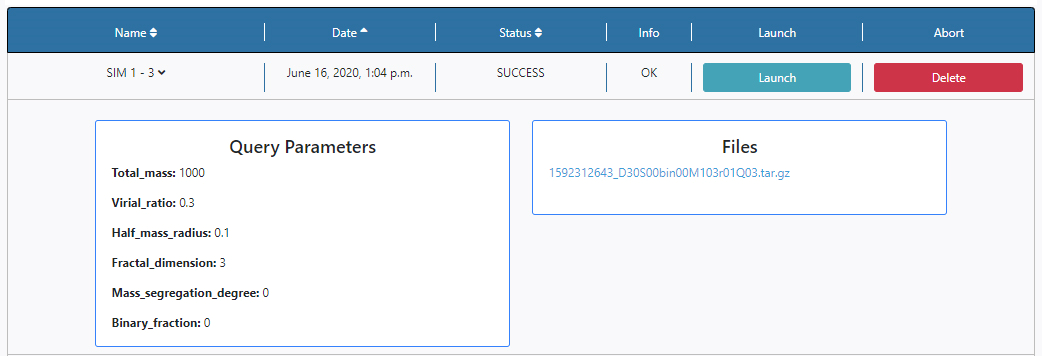 Name Date Status Info Launch Abort
SIM 1 - 3 June 16, 2020, 1:04 p.m. SUCCESS OK Launch Delete
Query Parameters
Total_mass: 1000
Virial_ratio: 0.3
Half_mass_radius: 0.1
Fractal_dimension: 3
Mass_segregation_degree: 0
Binary_fraction: 0
Files
1592312643_D30S00bin00M103r01Q03.tar.gz